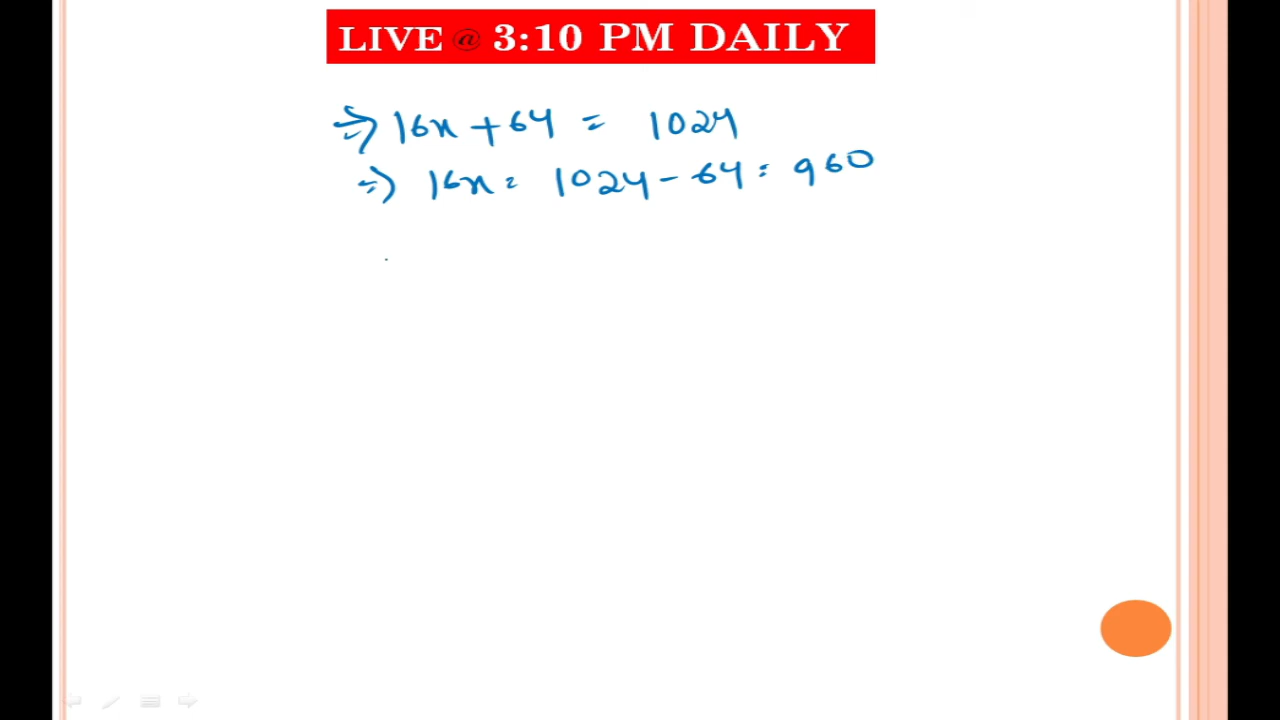 LIVE @ 3:10 PM DAILY
⇒ 16x + 64 = 1024
⇒ 16x = 1024 - 64 = 960